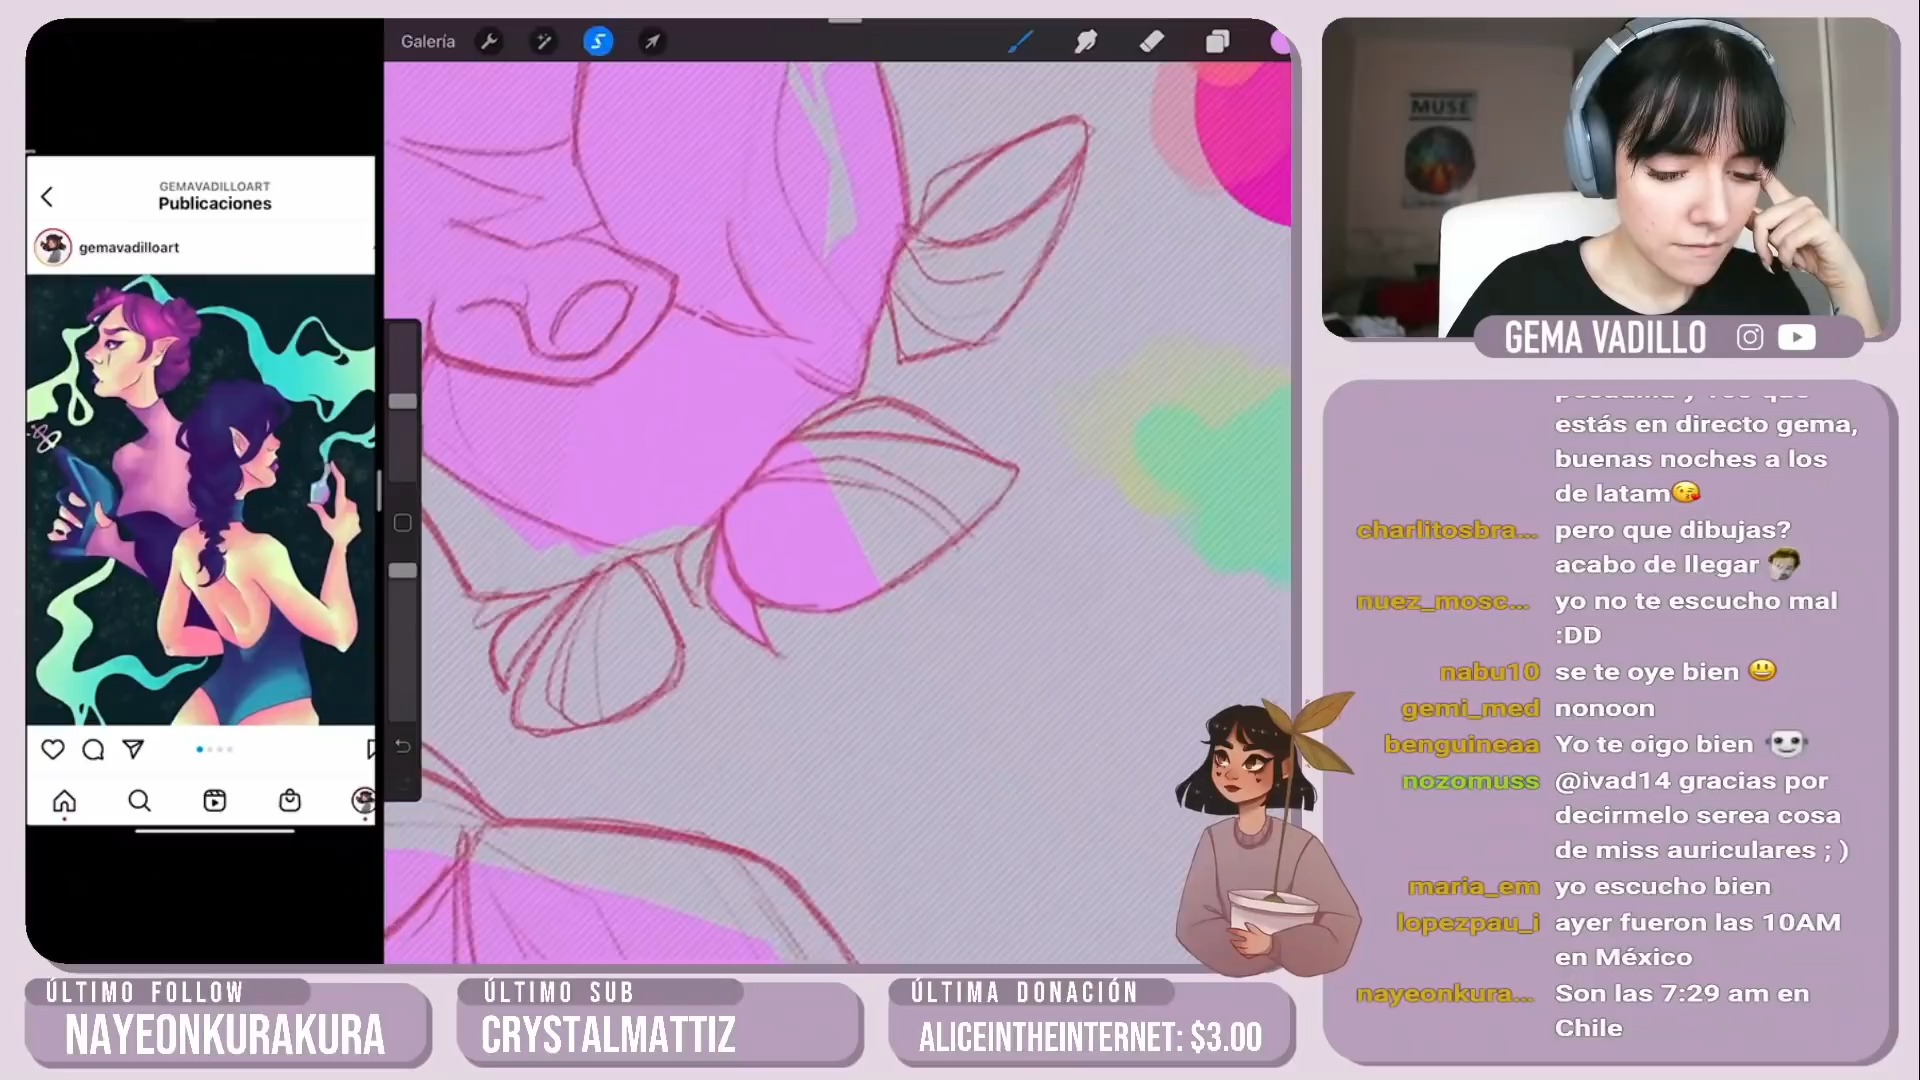 Galería
GEMAVADILLOART
Publicaciones
gemavadilloart
MUSE
GEMA VADILLO
estás en directo gema,
buenas noches a los
de latam😘
charlitosbra... pero que dibujas?
acabo de llegar
nuez_mosc... yo no te escucho mal
:DD
nabu10 se te oye bien 😃
gemi_med nonoon
benguineaa Yo te oigo bien
nozomuss @ivad14 gracias por
decirmelo serea cosa
de miss auriculares ; )
maria_em yo escucho bien
lopezpau_i ayer fueron las 10AM
en México
nayeonkura... Son las 7:29 am en
Chile
ÚLTIMO FOLLOW
NAYEONKURAKURA
ÚLTIMO SUB
CRYSTALMATTIZ
ÚLTIMA DONACIÓN
ALICEINTHEINTERNET: $3.00